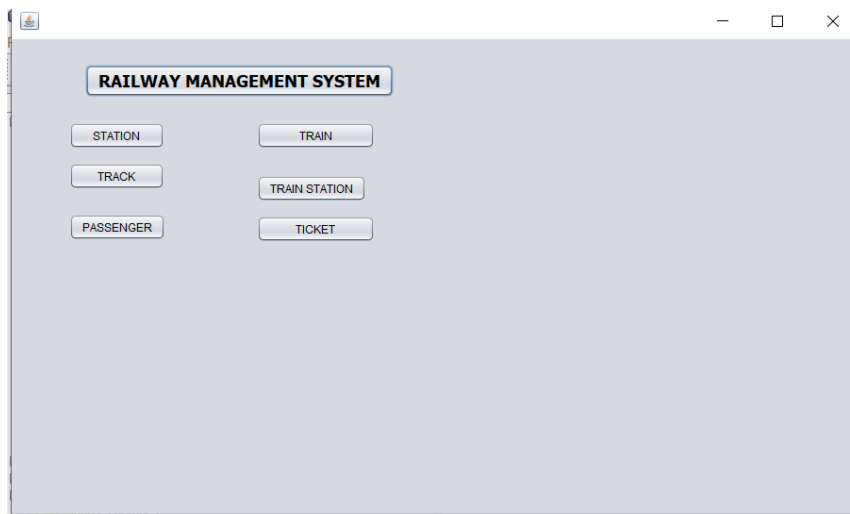 RAILWAY MANAGEMENT SYSTEM
STATION
TRAIN
TRACK
TRAIN STATION
PASSENGER
TICKET